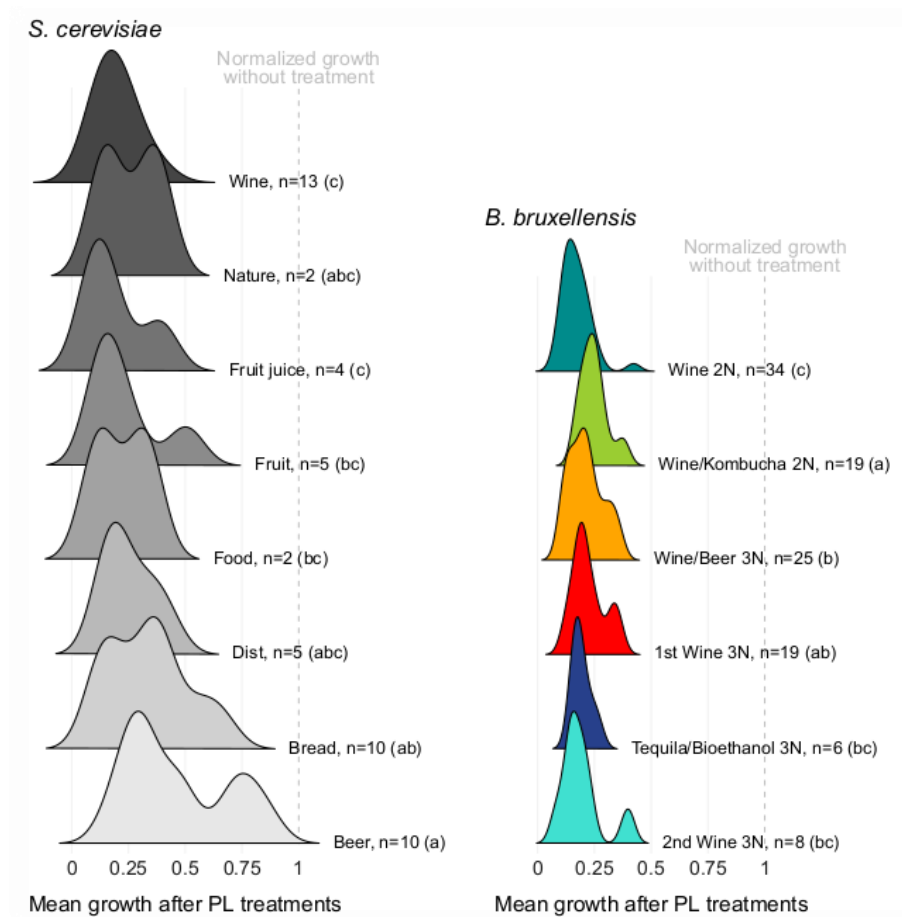 S. cerevisiae
Normalized growth
without treatment
Wine, n=13 (c)
Nature, n=2 (abc)
Fruit juice, n=4 (c)
Fruit, n=5 (bc)
Food, n=2 (bc)
Dist, n=5 (abc)
Bread, n=10 (ab)
Beer, n=10 (a)
0 0.25 0.5 0.75 1
Mean growth after PL treatments
B. bruxellensis
Normalized growth
without treatment
Wine 2N, n=34 (c)
Wine/Kombucha 2N, n=19 (a)
Wine/Beer 3N, n=25 (b)
1st Wine 3N, n=19 (ab)
Tequila/Bioethanol 3N, n=6 (bc)
2nd Wine 3N, n=8 (bc)
0 0.25 0.5 0.75 1
Mean growth after PL treatments